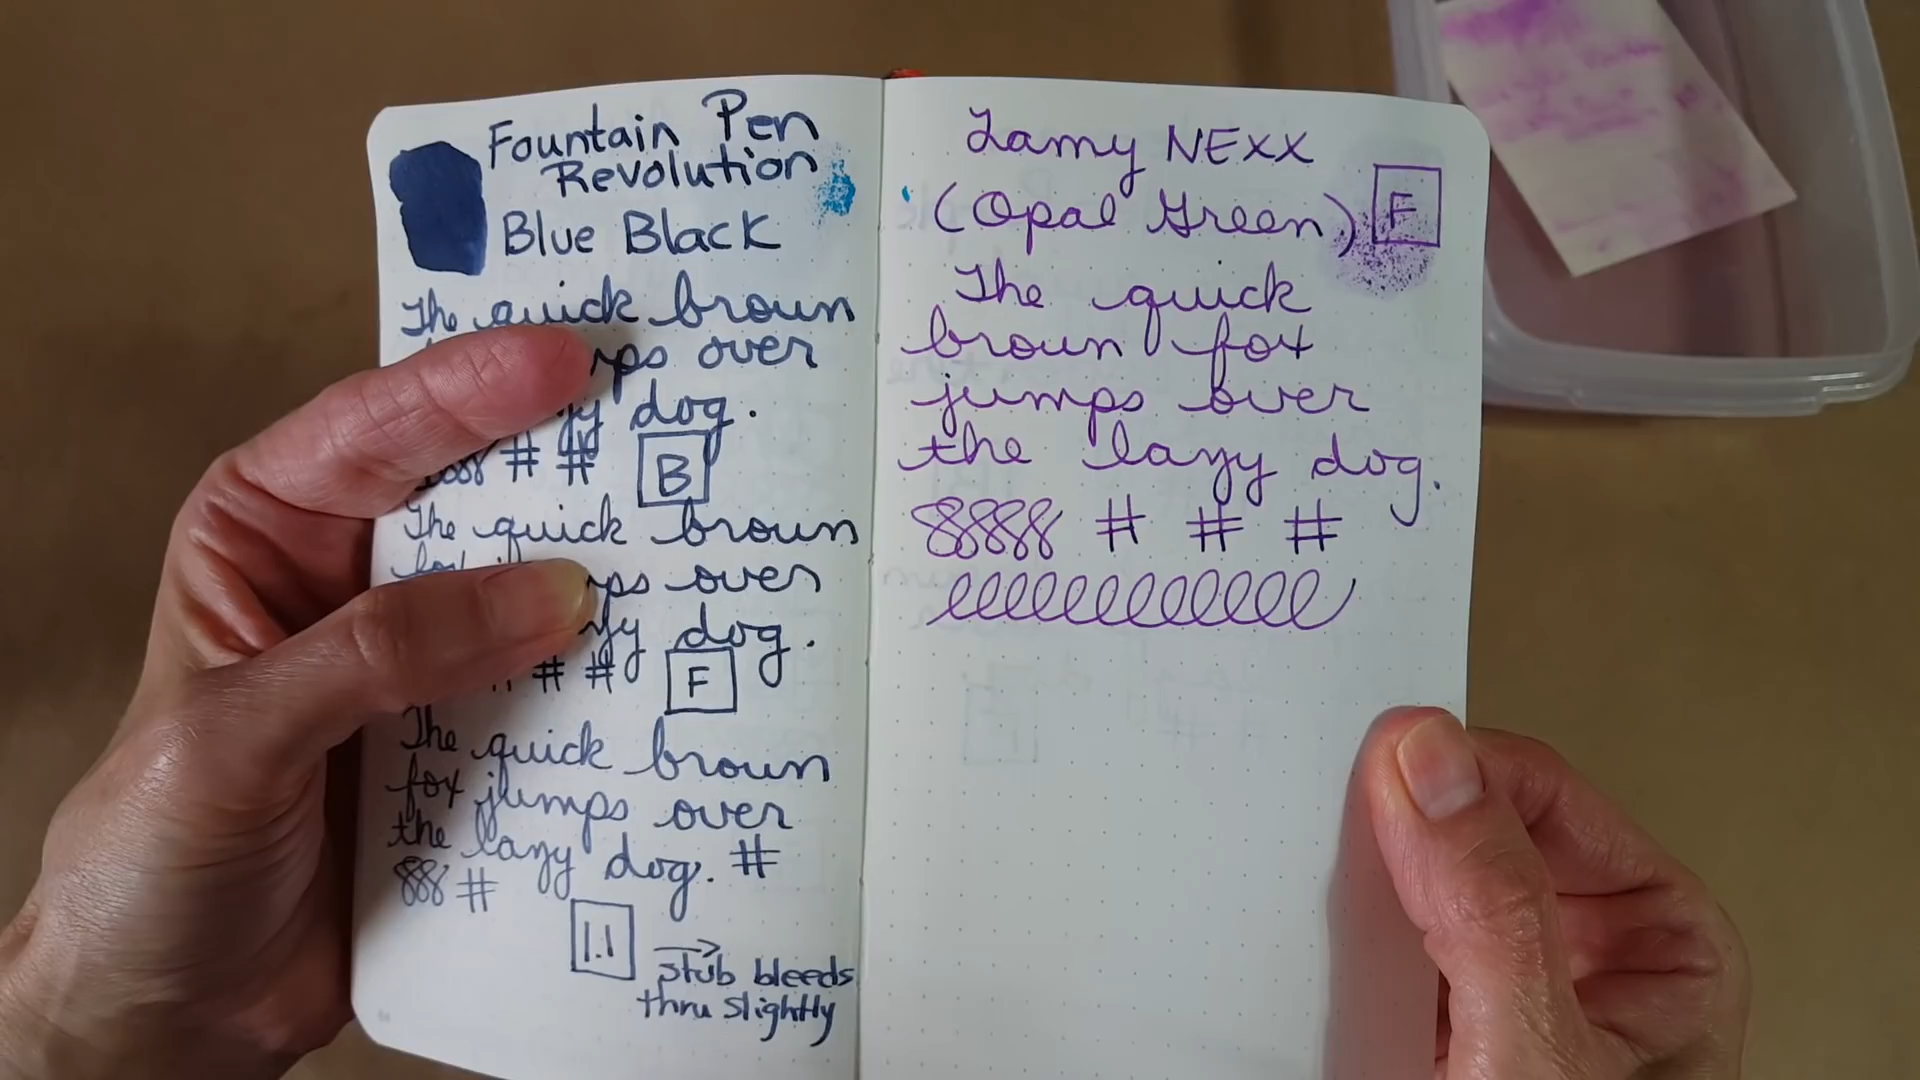 Fountain Pen
Revolution
Blue Black
The quick brown
over
dog.
# #
B
The quick brown
over
dog.
# #
F
The quick brown
fox jumps over
the lazy dog. #
888 #
1.1
→ stub bleeds
thru slightly
Lamy NEXX
(Opal Green) F
The quick
brown fox
jumps over
the lazy dog.
88888 # # #
eeeeeeeeeeee